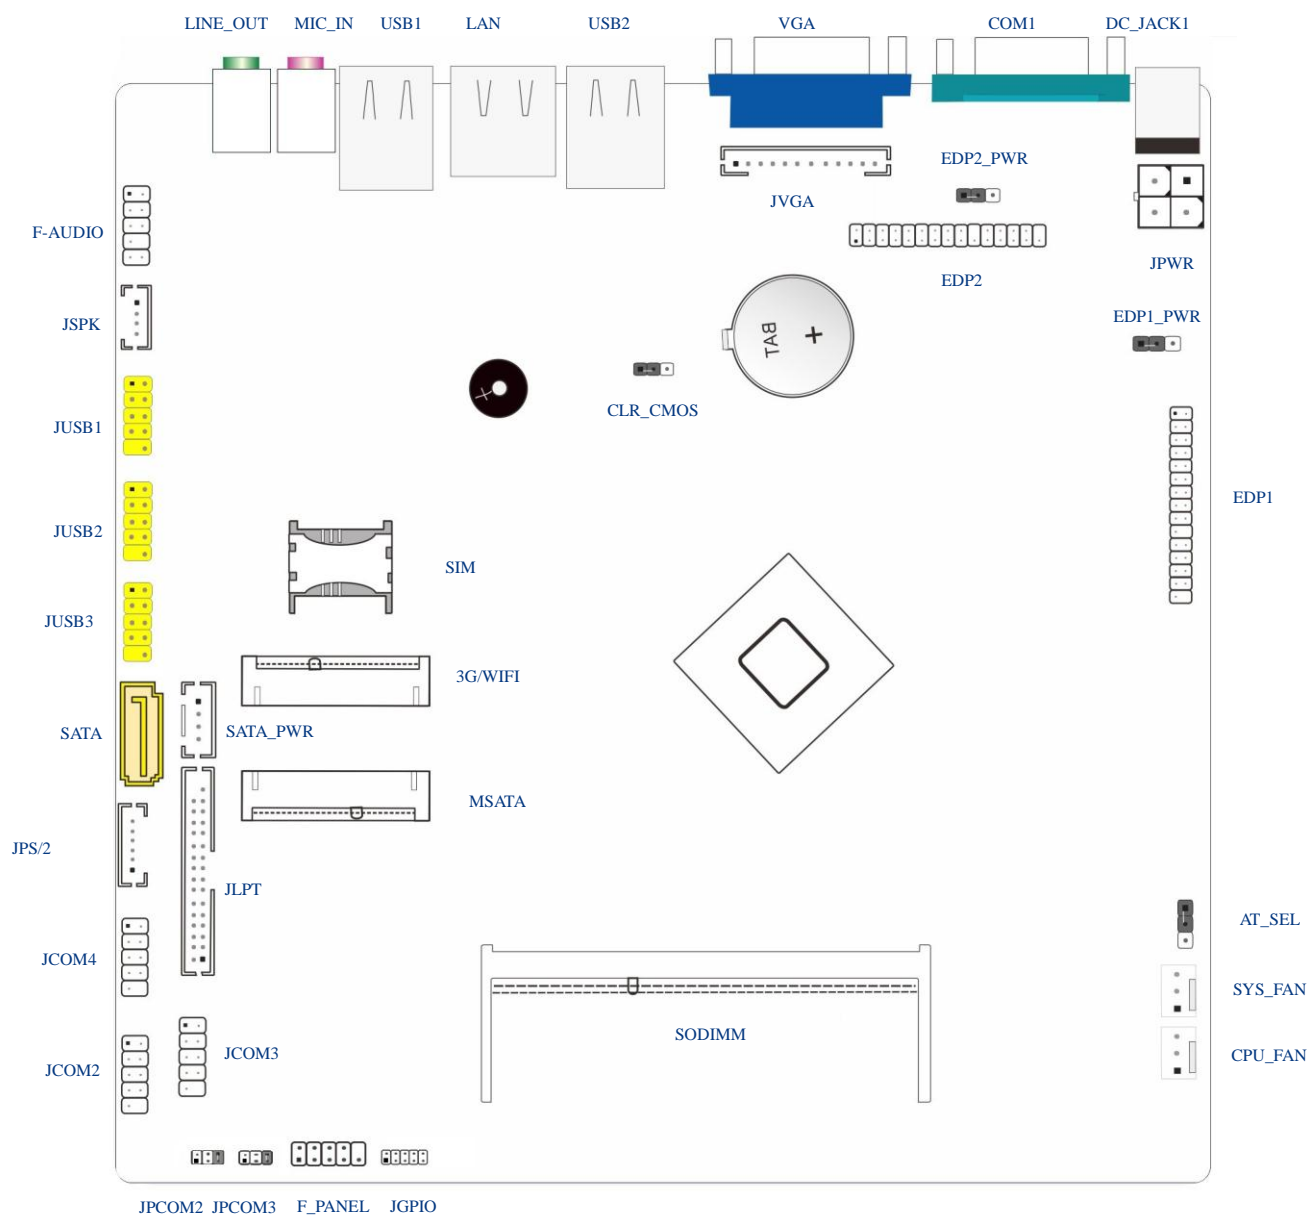 LINE_OUT
MIC_IN
USB1
LAN
USB2
VGA
COM1
DC_JACK1
EDP2_PWR
JVGA
F-AUDIO
JPWR
EDP2
JSPK
EDP1_PWR
BAT
+
CLR_CMOS
JUSB1
EDP1
JUSB2
SIM
JUSB3
3G/WIFI
SATA
SATA_PWR
MSATA
JPS/2
JLPT
AT_SEL
JCOM4
SYS_FAN
SODIMM
JCOM3
CPU_FAN
JCOM2
JPCOM2
JPCOM3
F_PANEL
JGPIO